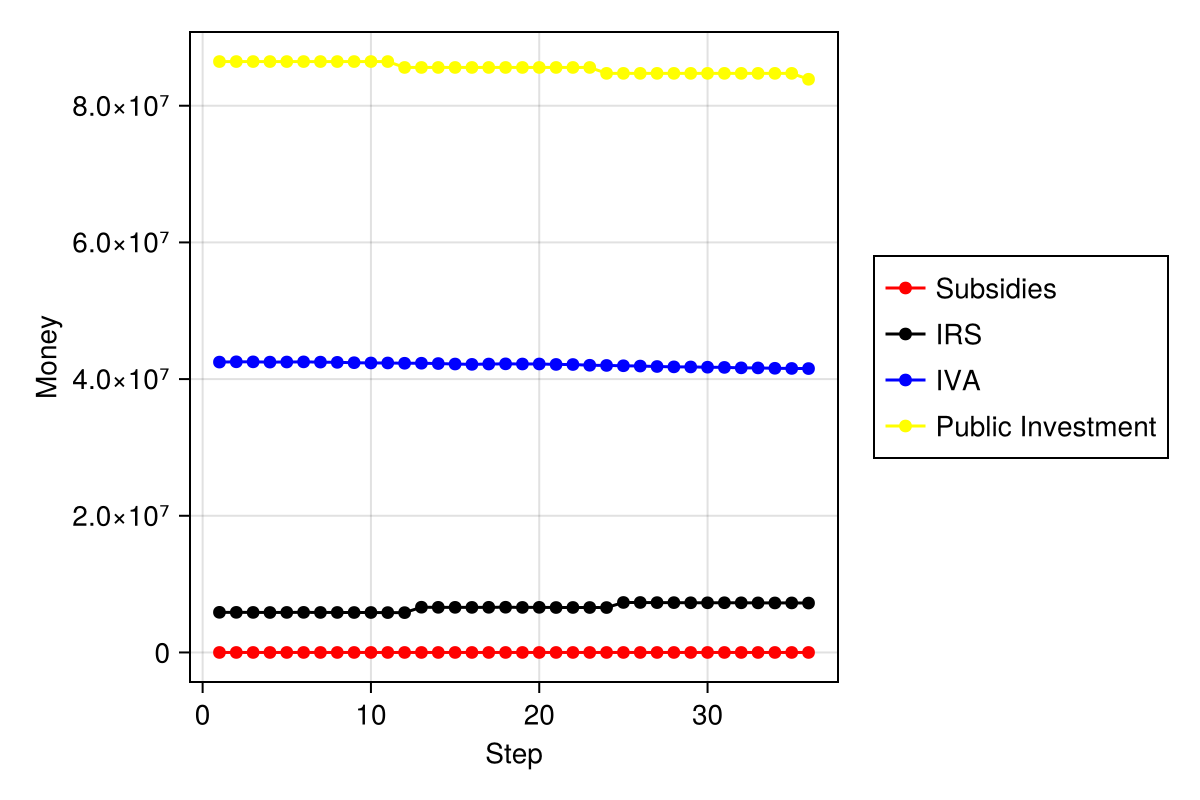 8.0×10⁷
6.0×10⁷
4.0×10⁷
2.0×10⁷
0
Money
0 10 20 30
Step
Subsidies
IRS
IVA
Public Investment